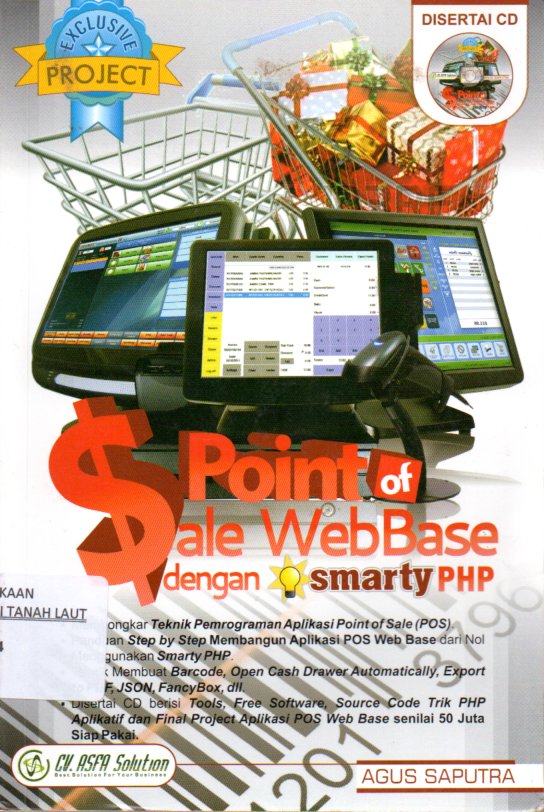 EXCLUSIVE
PROJECT
DISERTAI CD
Point of
$ale WebBase
dengan smarty PHP
KAAN
I TANAH LAUT
ongkar Teknik Pemrograman Aplikasi Point of Sale (POS).
Step by Step Membangun Aplikasi POS Web Base dari Nol
Menggunakan Smarty PHP.
Membuat Barcode, Open Cash Drawer Automatically, Export
JSON, FancyBox, dll.
• Disertai CD berisi Tools, Free Software, Source Code Trik PHP
Aplikatif dan Final Project Aplikasi POS Web Base senilai 50 Juta
Siap Pakai.
CV. ASFA Solution
Best Solution For Your Business
AGUS SAPUTRA